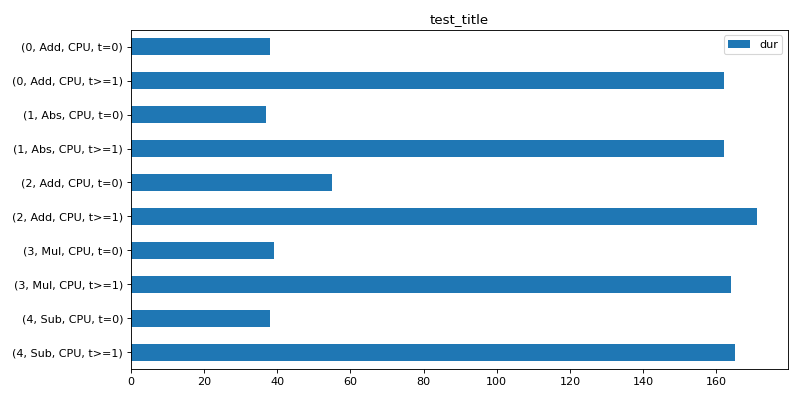 test_title
dur
(0, Add, CPU, t=0)
(0, Add, CPU, t>=1)
(1, Abs, CPU, t=0)
(1, Abs, CPU, t>=1)
(2, Add, CPU, t=0)
(2, Add, CPU, t>=1)
(3, Mul, CPU, t=0)
(3, Mul, CPU, t>=1)
(4, Sub, CPU, t=0)
(4, Sub, CPU, t>=1)
0 20 40 60 80 100 120 140 160